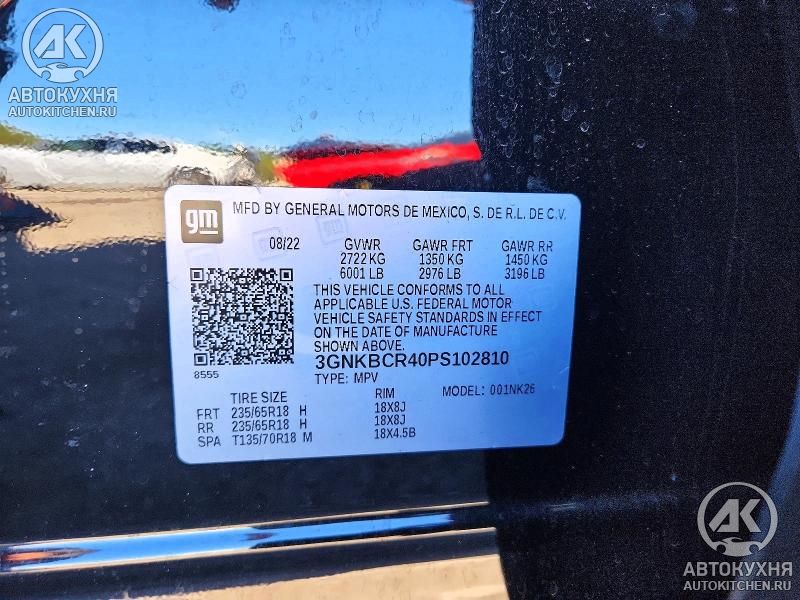 АК
АВТОКУХНЯ
AUTOKITCHEN.RU
gm
MFD BY GENERAL MOTORS DE MEXICO, S. DE R.L. DE C.V.
08/22 GVWR GAWR FRT GAWR RR
2722 KG 1350 KG 1450 KG
6001 LB 2976 LB 3196 LB
THIS VEHICLE CONFORMS TO ALL
APPLICABLE U.S. FEDERAL MOTOR
VEHICLE SAFETY STANDARDS IN EFFECT
ON THE DATE OF MANUFACTURE
SHOWN ABOVE.
3GNKBCR40PS102810
8555
TYPE: MPV MODEL: 001NK26
TIRE SIZE RIM
FRT 235/65R18 H 18X8J
RR 235/65R18 H 18X8J
SPA T135/70R18 M 18X4.5B
АК
АВТОКУХНЯ
AUTOKITCHEN.RU